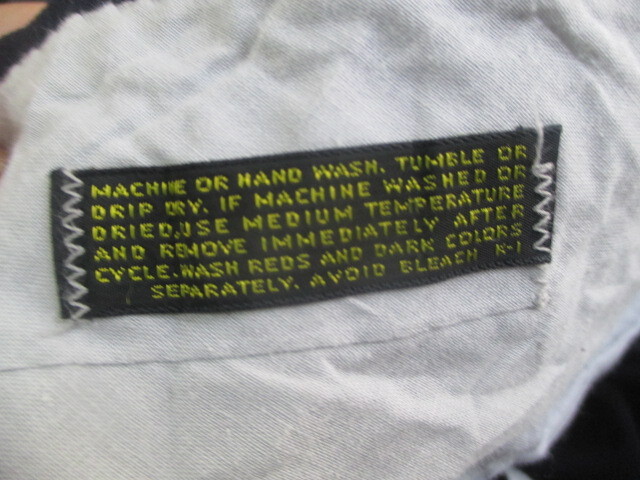 MACHINE OR HAND WASH. TUMBLE OR
DRIP DRY. IF MACHINE WASHED OR
DRIED,USE MEDIUM TEMPERATURE
AND REMOVE IMMEDIATELY AFTER
CYCLE.WASH REDS AND DARK COLORS
SEPARATELY. AVOID BLEACH K-1